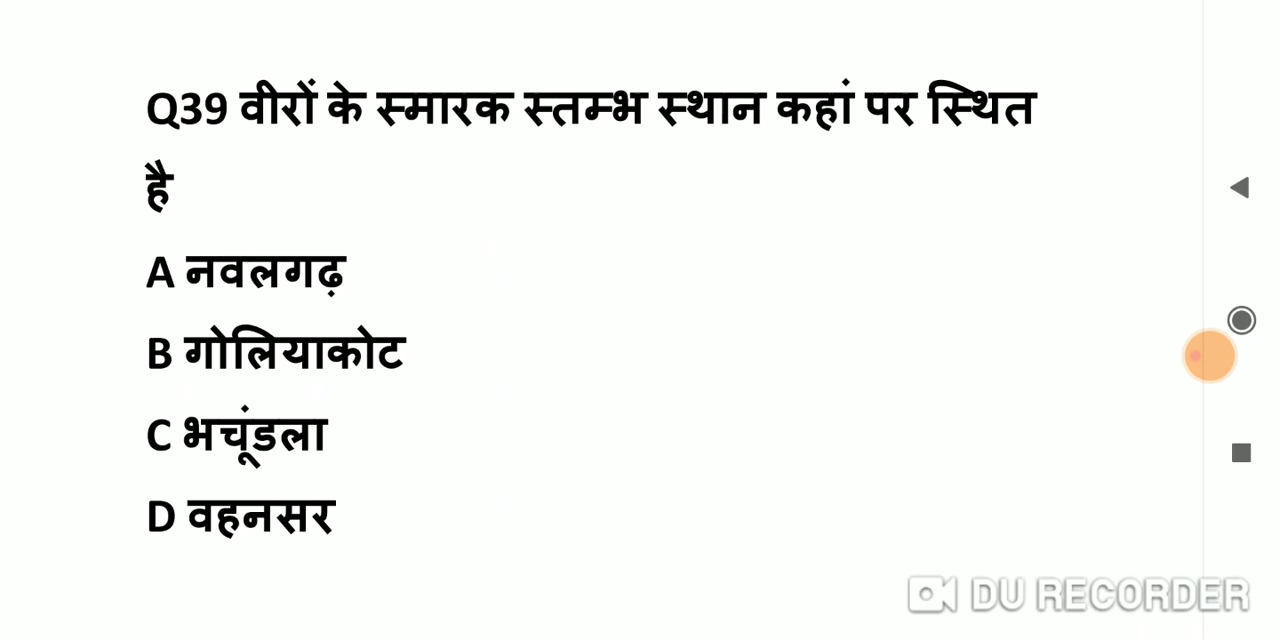 Q39 वीरों के स्मारक स्तम्भ स्थान कहां पर स्थित
है
A नवलगढ़
B गोलियाकोट
C भचूंडला
D वहनसर
DU RECORDER